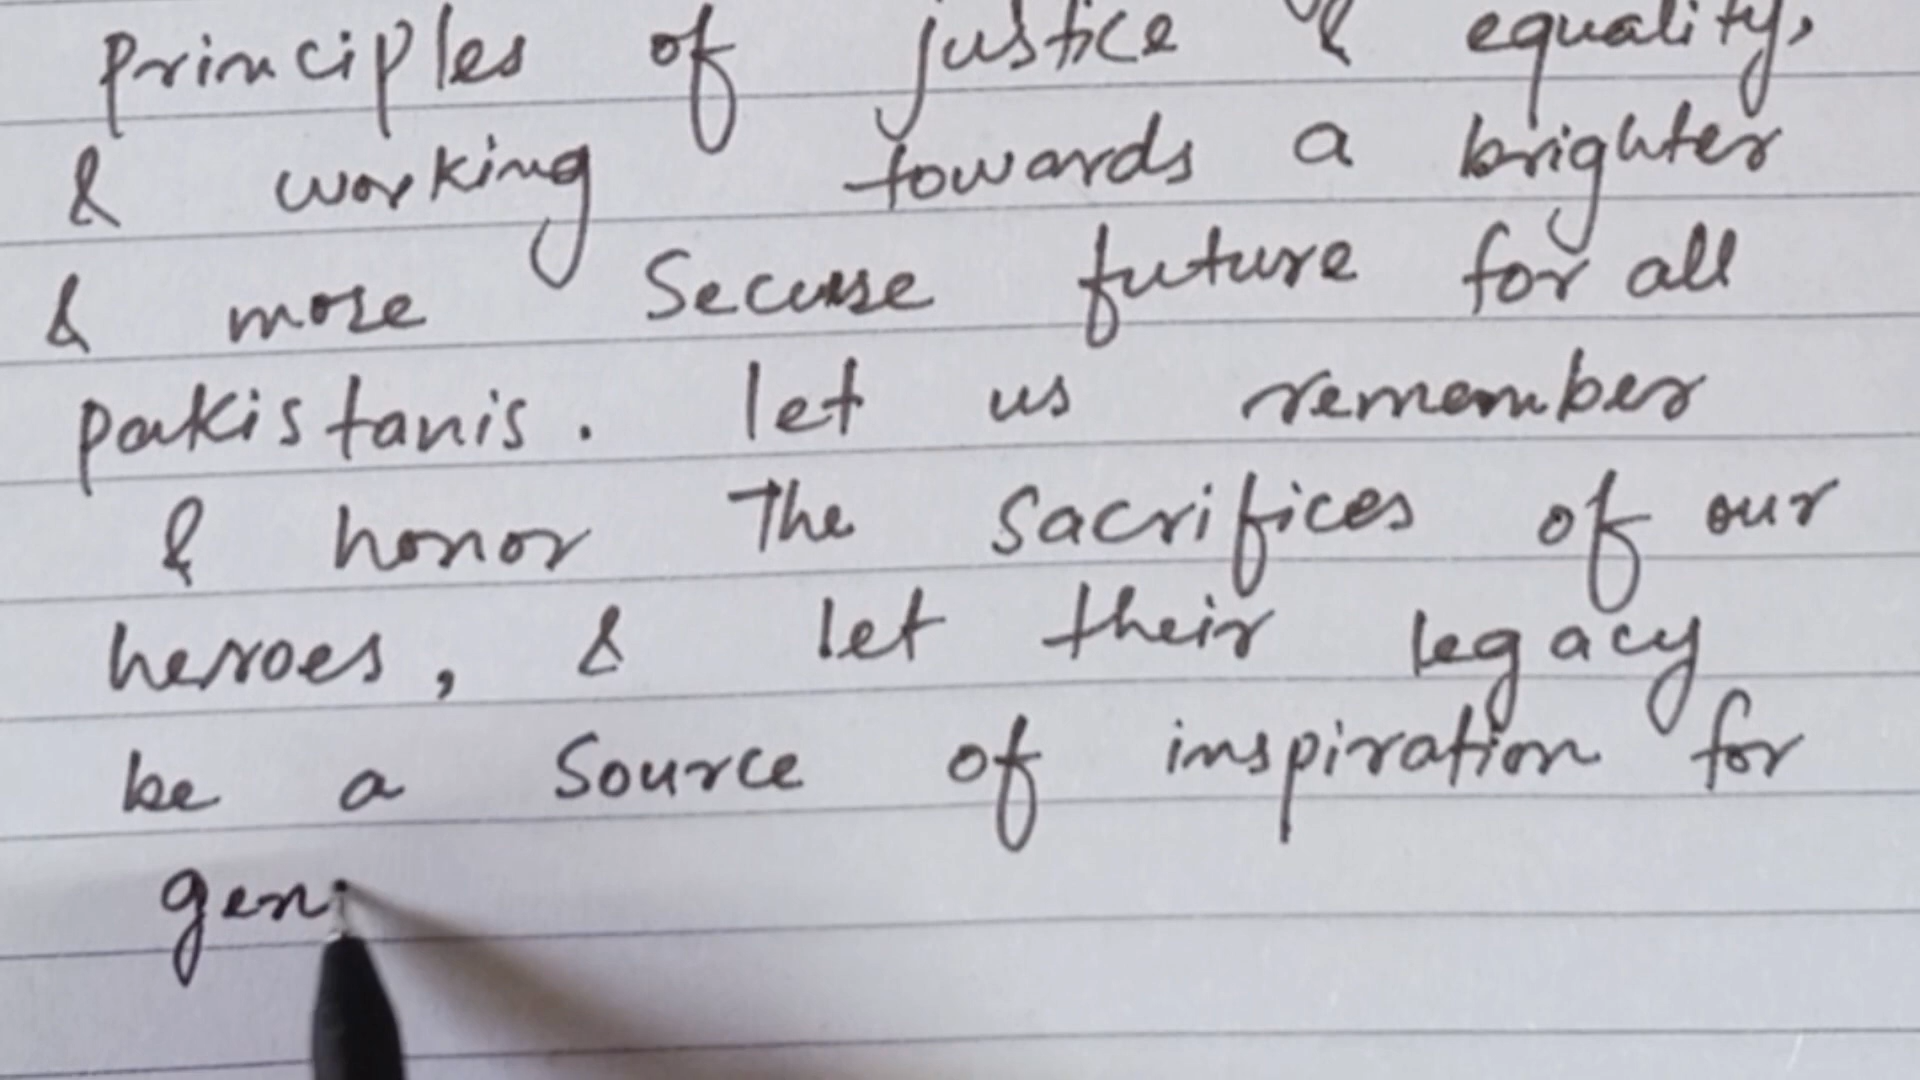 principles of justice & equality,
& working towards a brighter
& more Secure future for all
pakistanis. let us remember
& honor The Sacrifices of our
heroes, & let their legacy
be a Source of inspiration for
gen